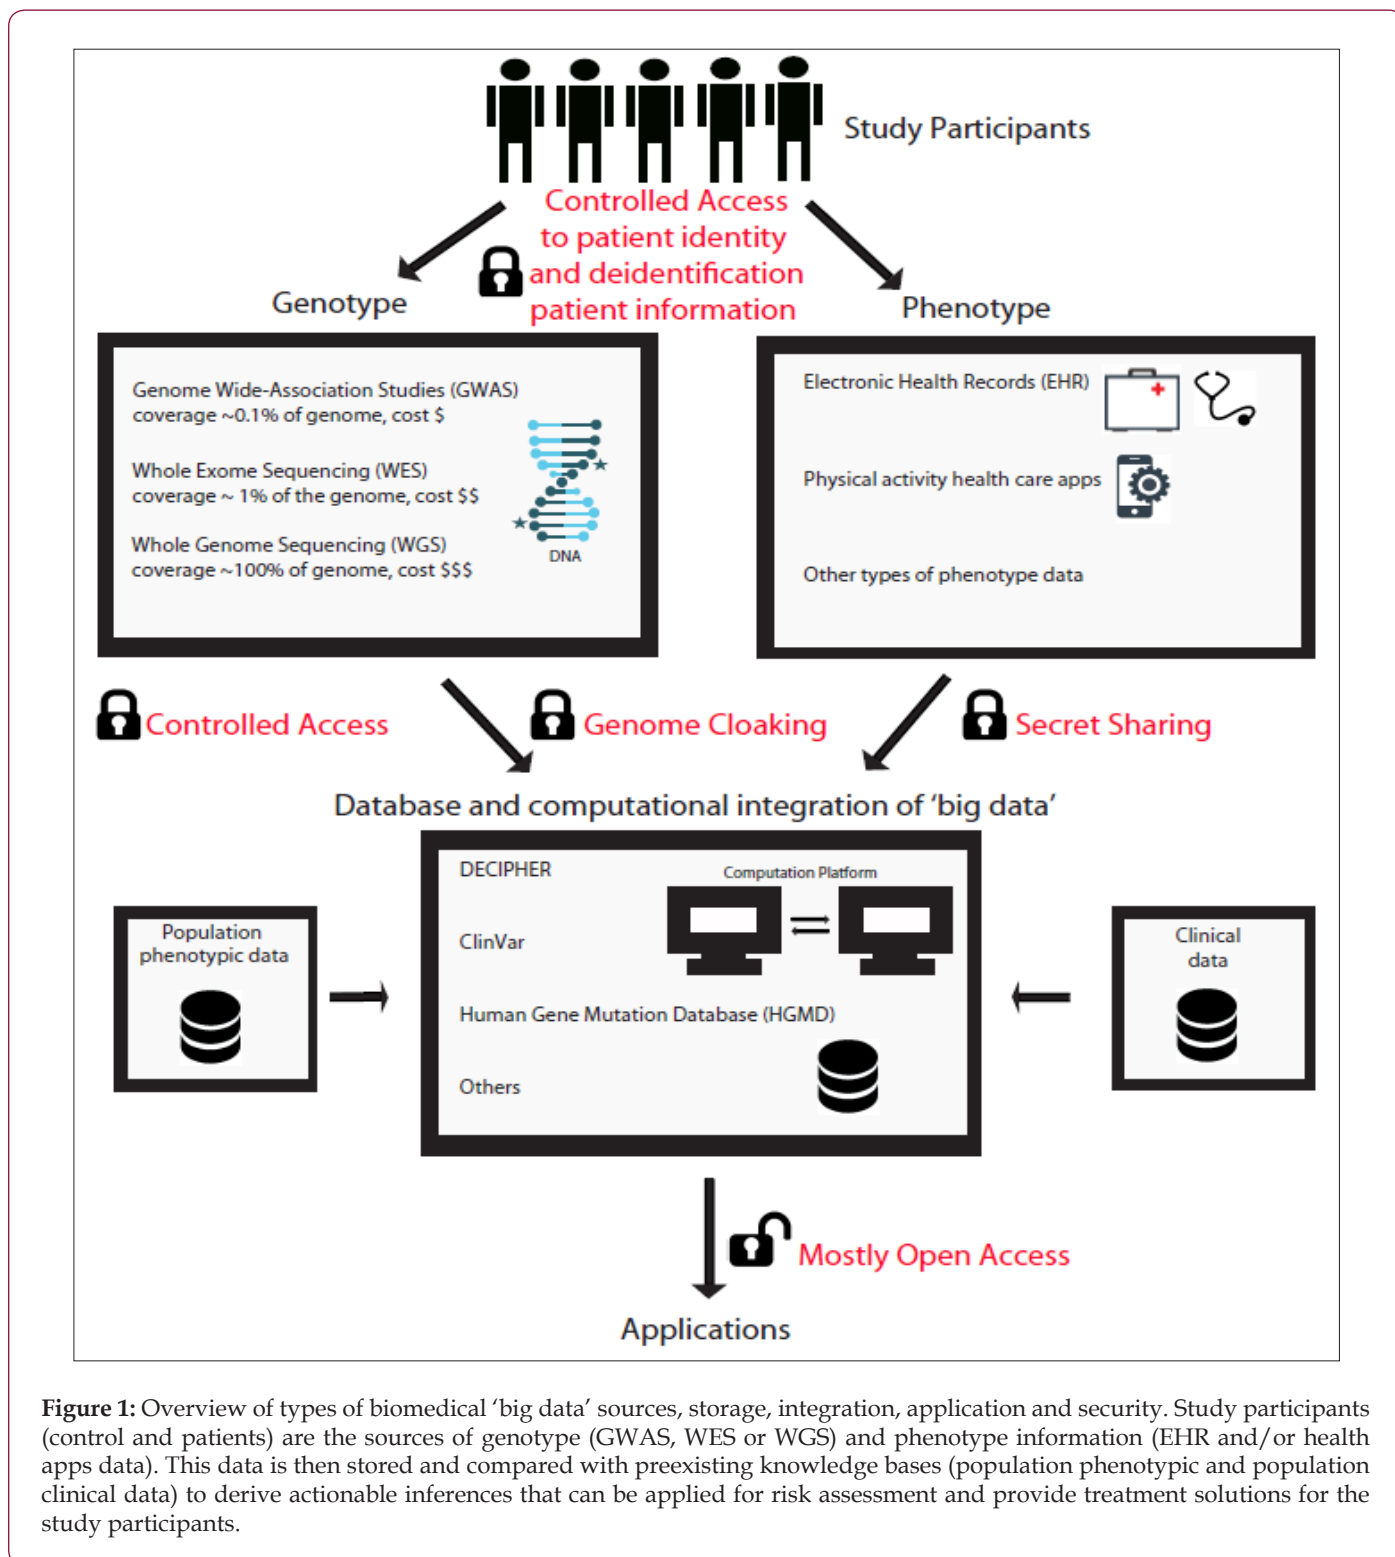 Study Participants
Controlled Access
to patient identity
and deidentification
patient information
Genotype
Phenotype
Genome Wide-Association Studies (GWAS)
coverage ~0.1% of genome, cost $
Whole Exome Sequencing (WES)
coverage ~ 1% of the genome, cost $$
Whole Genome Sequencing (WGS)
coverage ~100% of genome, cost $$$
DNA
Electronic Health Records (EHR)
Physical activity health care apps
Other types of phenotype data
Controlled Access
Genome Cloaking
Secret Sharing
Database and computational integration of ‘big data’
Population
phenotypic data
DECIPHER
Computation Platform
ClinVar
Human Gene Mutation Database (HGMD)
Others
Clinical
data
Mostly Open Access
Applications
Figure 1: Overview of types of biomedical ‘big data’ sources, storage, integration, application and security. Study participants
(control and patients) are the sources of genotype (GWAS, WES or WGS) and phenotype information (EHR and/or health
apps data). This data is then stored and compared with preexisting knowledge bases (population phenotypic and population
clinical data) to derive actionable inferences that can be applied for risk assessment and provide treatment solutions for the
study participants.